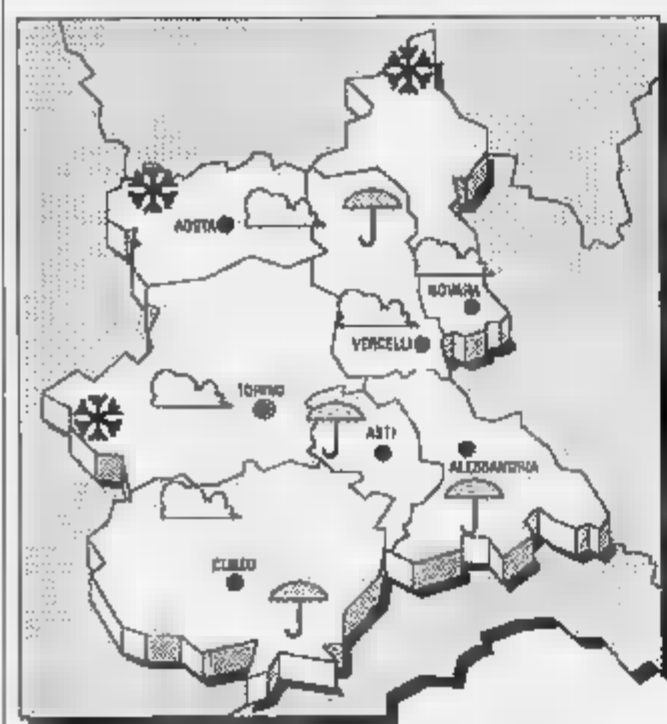 AOSTA
NOVARA
VERCELLI
TORINO
ASTI
ALESSANDRIA
CUNEO